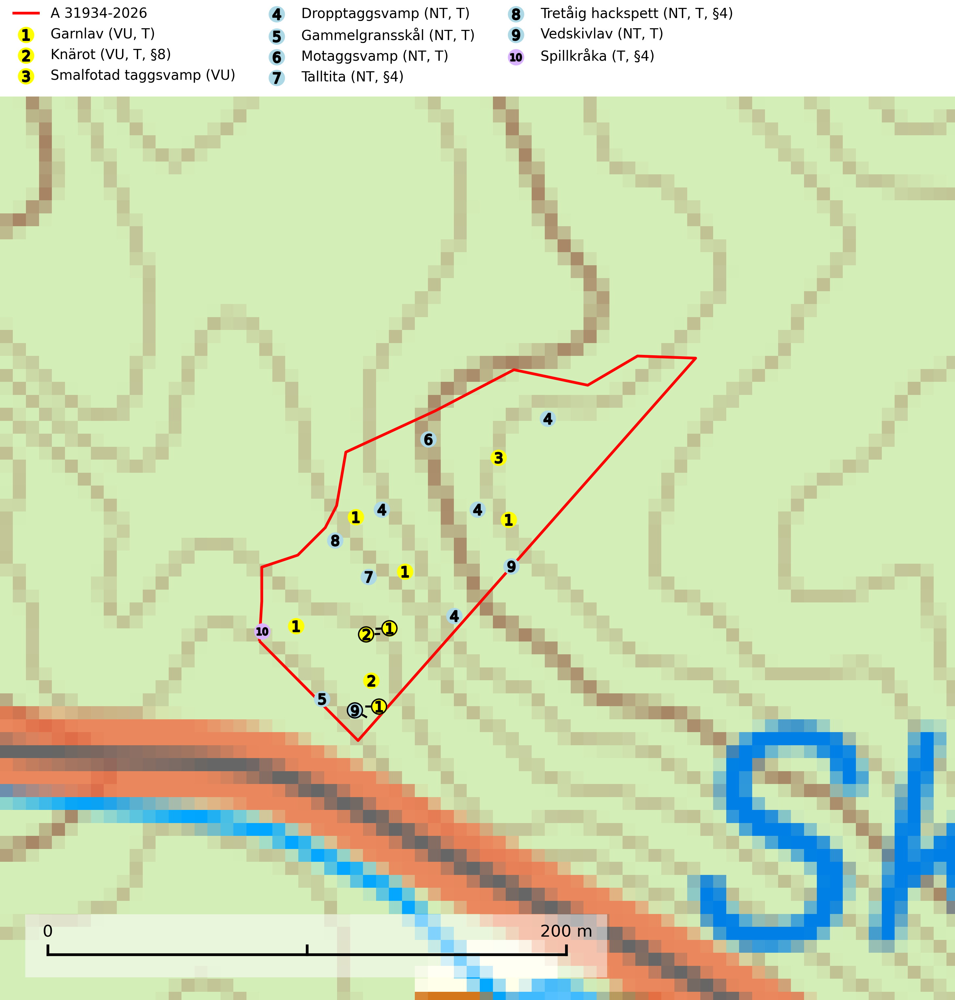 A 31934-2026
1 Garnlav (VU, T)
2 Knärot (VU, T, §8)
3 Smalfotad taggsvamp (VU)
4 Dropptaggsvamp (NT, T)
5 Gammelgransskål (NT, T)
6 Motaggsvamp (NT, T)
7 Talltita (NT, §4)
8 Tretåig hackspett (NT, T, §4)
9 Vedskivlav (NT, T)
10 Spillkråka (T, §4)
4
6
3
1 4 4 1
8
9
7 1
4
10 1 2 1
2
5
9 1
0 200 m